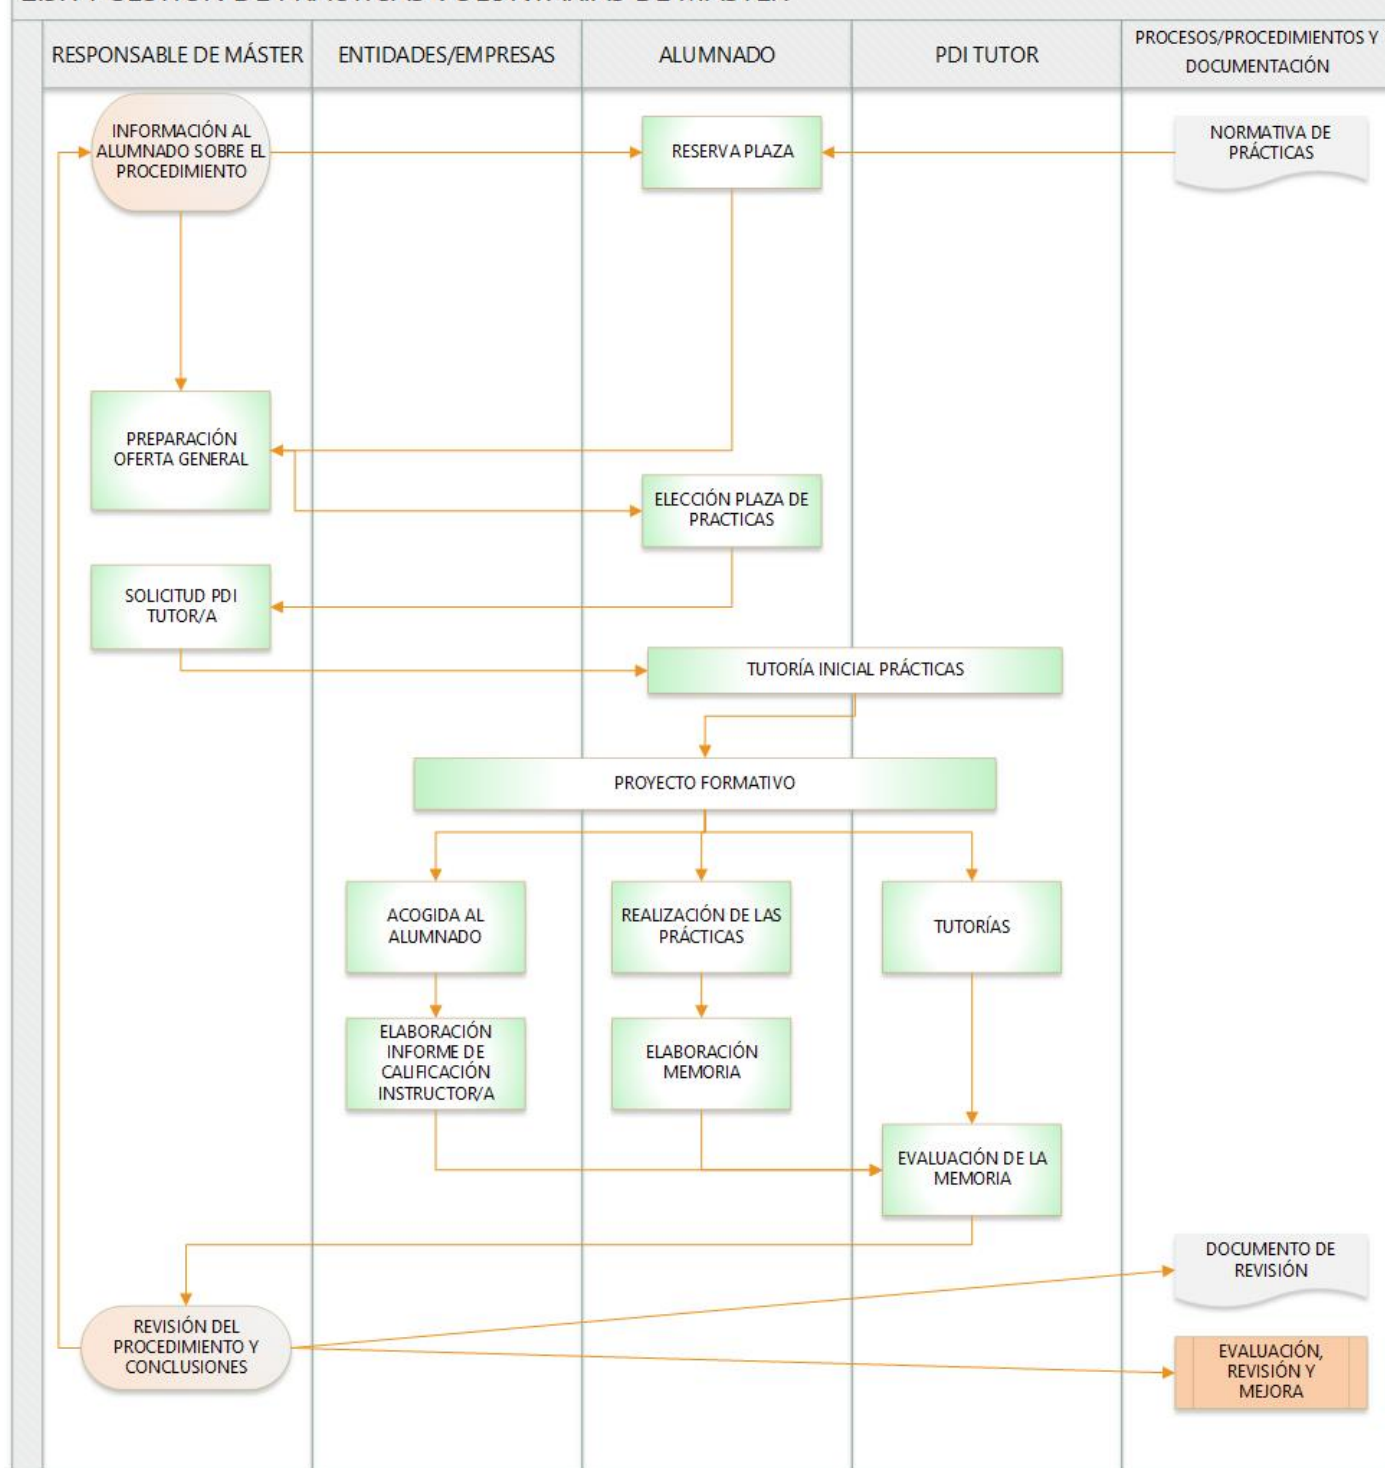 RESPONSABLE DE MÁSTER
ENTIDADES/EMPRESAS
ALUMNADO
PDI TUTOR
PROCESOS/PROCEDIMIENTOS Y
DOCUMENTACIÓN
INFORMACIÓN AL
ALUMNADO SOBRE EL
PROCEDIMIENTO
RESERVA PLAZA
NORMATIVA DE
PRÁCTICAS
PREPARACIÓN
OFERTA GENERAL
ELECCIÓN PLAZA DE
PRACTICAS
SOLICITUD PDI
TUTOR/A
TUTORÍA INICIAL PRÁCTICAS
PROYECTO FORMATIVO
ACOGIDA AL
ALUMNADO
REALIZACIÓN DE LAS
PRÁCTICAS
TUTORÍAS
ELABORACIÓN
INFORME DE
CALIFICACIÓN
INSTRUCTOR/A
ELABORACIÓN
MEMORIA
EVALUACIÓN DE LA
MEMORIA
DOCUMENTO DE
REVISIÓN
REVISIÓN DEL
PROCEDIMIENTO Y
CONCLUSIONES
EVALUACIÓN,
REVISIÓN Y
MEJORA